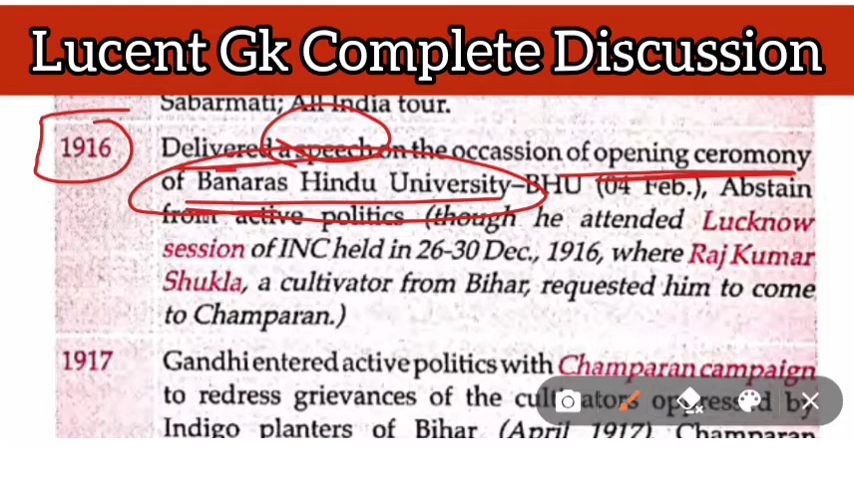 Lucent Gk Complete Discussion
Sabarmati; All India tour.
1916 Delivered a speech on the occassion of opening ceromony
of Banaras Hindu University–BHU (04 Feb.), Abstain
from active politics (though he attended Lucknow
session of INC held in 26-30 Dec., 1916, where Raj Kumar
Shukla, a cultivator from Bihar, requested him to come
to Champaran.)
1917 Gandhi entered active politics with Champaran campaign
to redress grievances of the cultivators oppressed by
Indigo planters of Bihar (April 1917). Champaran